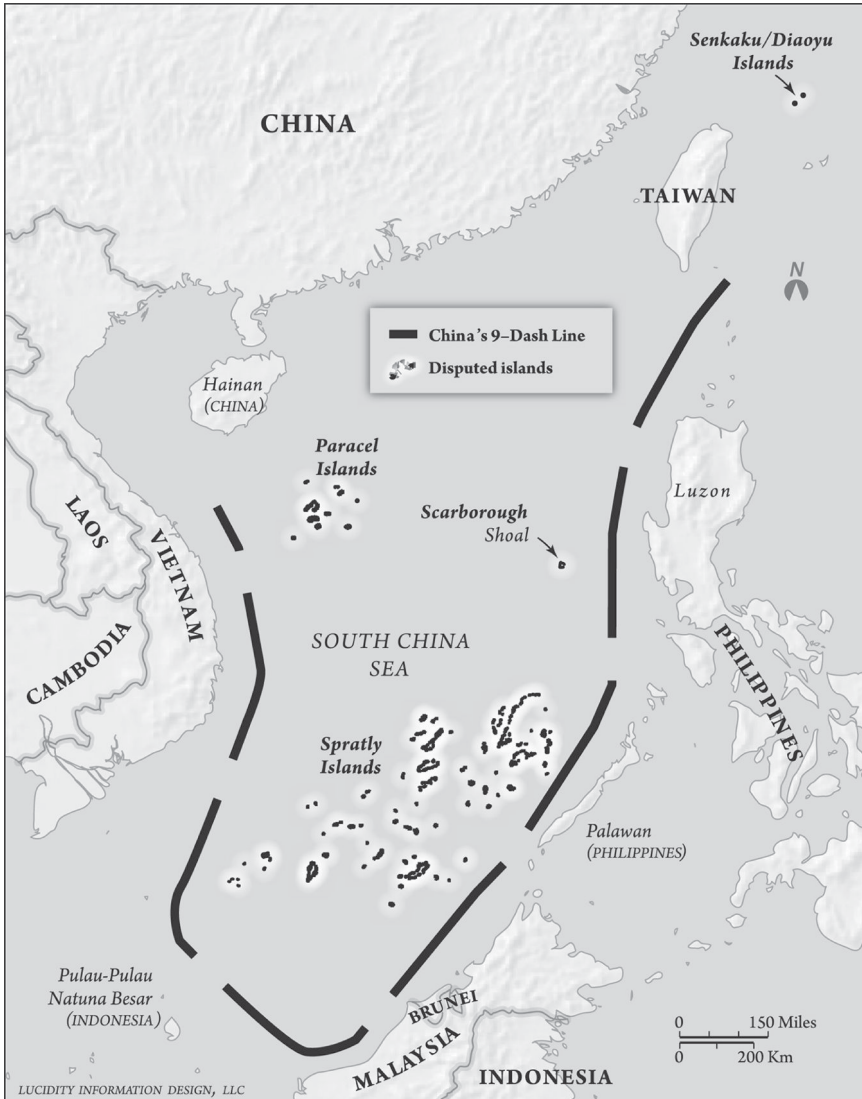 Senkaku/Diaoyu
Islands
CHINA
TAIWAN
N
China's 9–Dash Line
Disputed islands
Hainan
(CHINA)
Paracel
Islands
Luzon
Scarborough
Shoal
LAOS
VIETNAM
CAMBODIA
SOUTH CHINA
SEA
PHILIPPINES
Spratly
Islands
Palawan
(PHILIPPINES)
Pulau-Pulau
Natuna Besar
(INDONESIA)
BRUNEI
MALAYSIA
INDONESIA
0 150 Miles
0 200 Km
LUCIDITY INFORMATION DESIGN, LLC